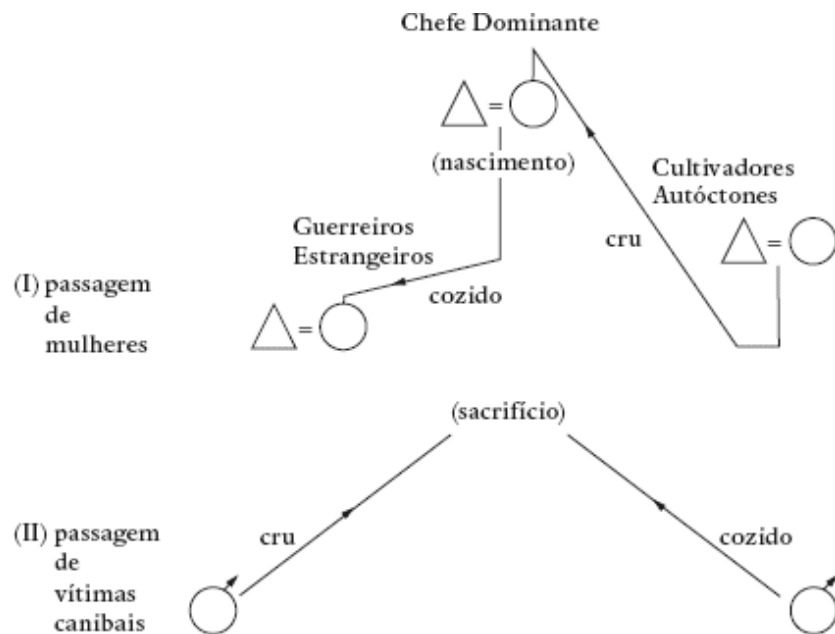 Chefe Dominante
=
(nascimento)
Cultivadores
Autóctones
=
cru
Guerreiros
Estrangeiros
cozido
=
(I) passagem
de
mulheres
(sacrifício)
(II) passagem
de
vítimas
canibais
cru
cozido